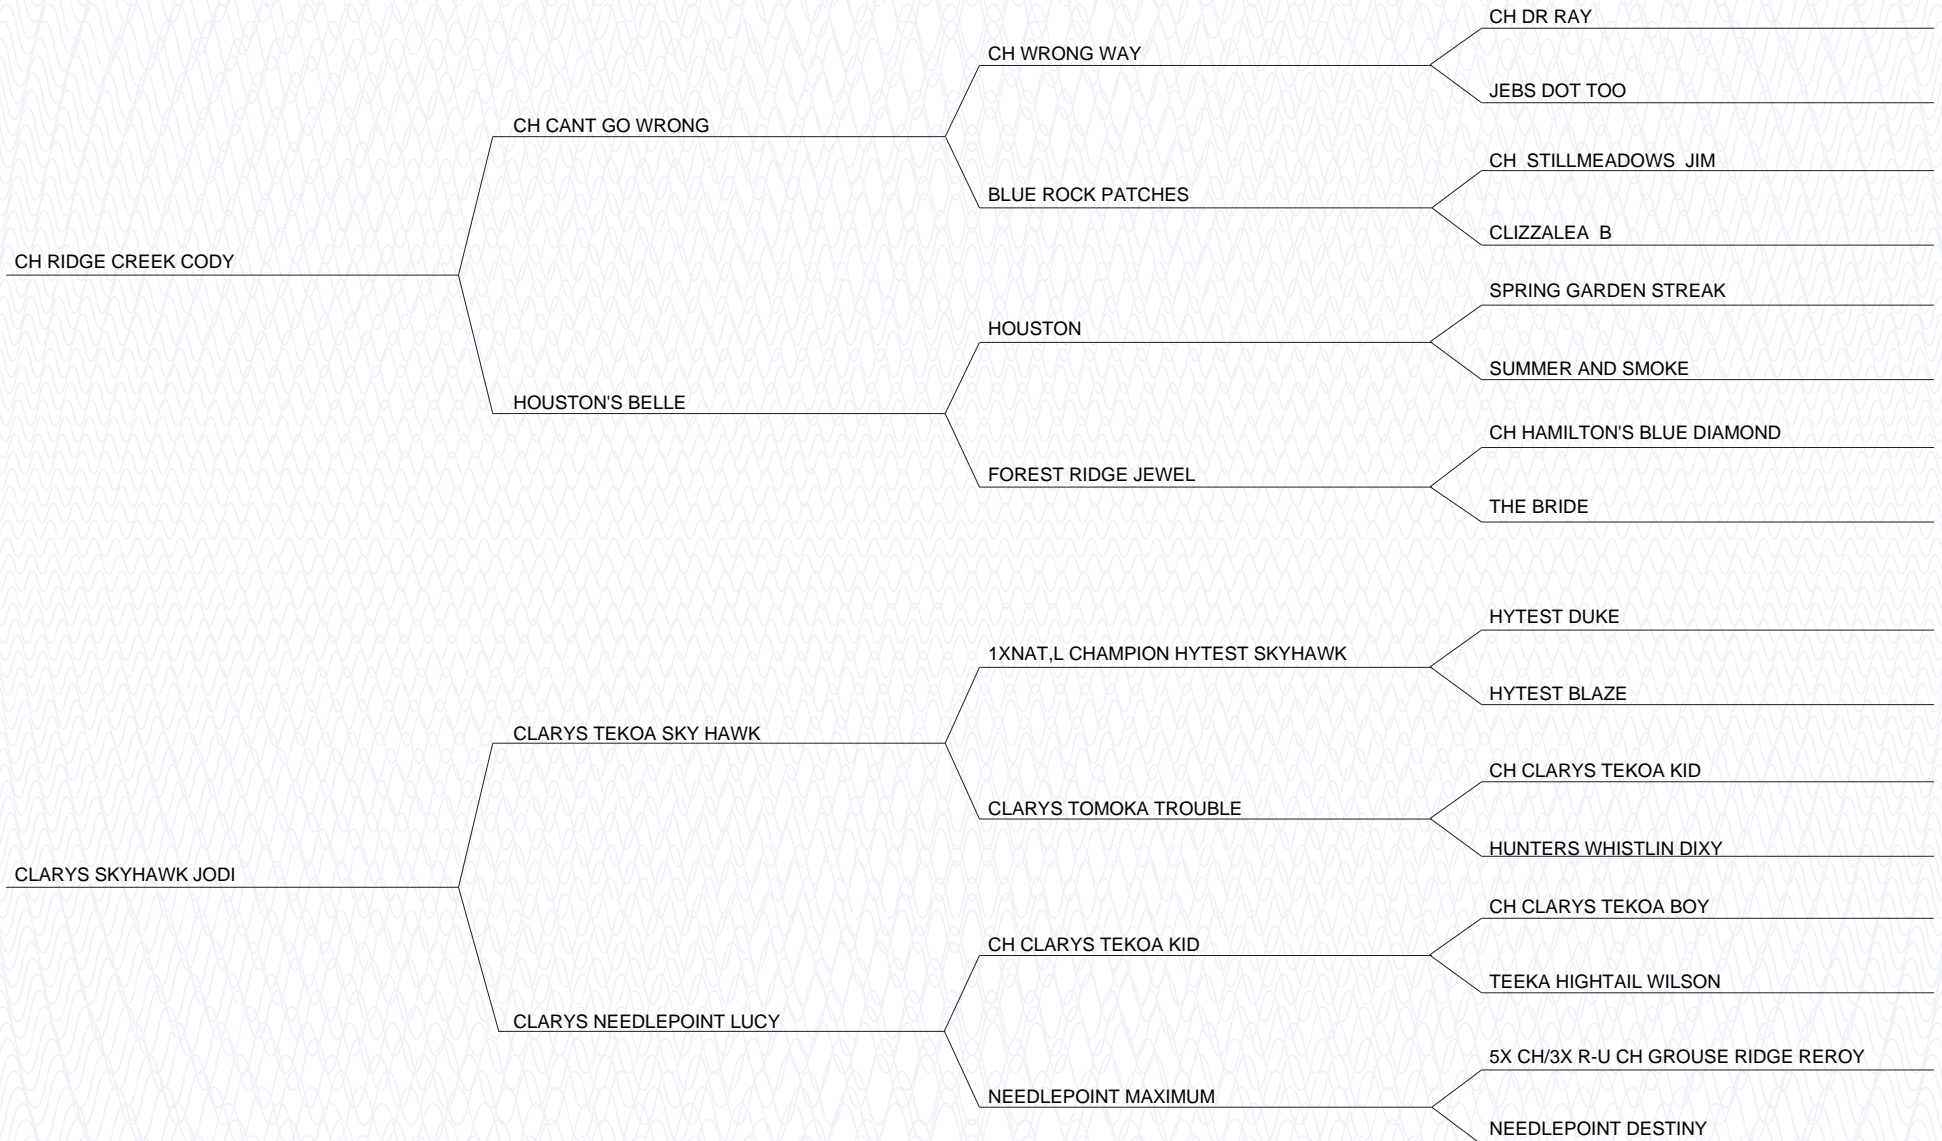 CH DR RAY
CH WRONG WAY
JEBS DOT TOO
CH CANT GO WRONG
CH  STILLMEADOWS  JIM
BLUE ROCK PATCHES
CLIZZALEA  B
CH RIDGE CREEK CODY
SPRING GARDEN STREAK
HOUSTON
SUMMER AND SMOKE
HOUSTON'S BELLE
CH HAMILTON'S BLUE DIAMOND
FOREST RIDGE JEWEL
THE BRIDE
HYTEST DUKE
1XNAT,L CHAMPION HYTEST SKYHAWK
HYTEST BLAZE
CLARYS TEKOA SKY HAWK
CH CLARYS TEKOA KID
CLARYS TOMOKA TROUBLE
HUNTERS WHISTLIN DIXY
CLARYS SKYHAWK JODI
CH CLARYS TEKOA BOY
CH CLARYS TEKOA KID
TEEKA HIGHTAIL WILSON
CLARYS NEEDLEPOINT LUCY
5X CH/3X R-U CH GROUSE RIDGE REROY
NEEDLEPOINT MAXIMUM
NEEDLEPOINT DESTINY